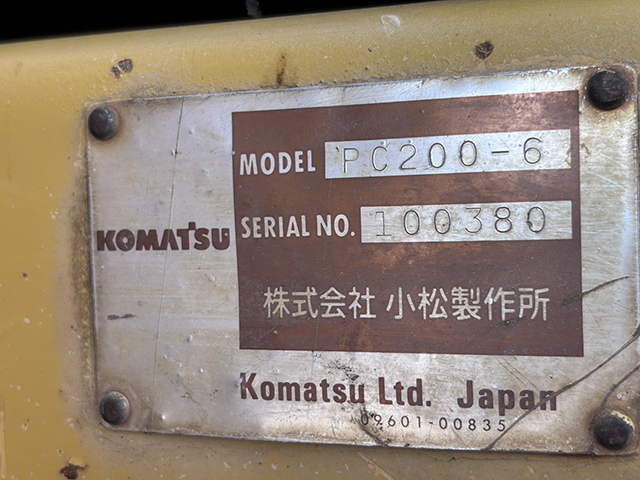 MODEL PC200-6
KOMATSU
SERIAL NO. 100380
株式会社 小松製作所
Komatsu Ltd. Japan
09601-00835